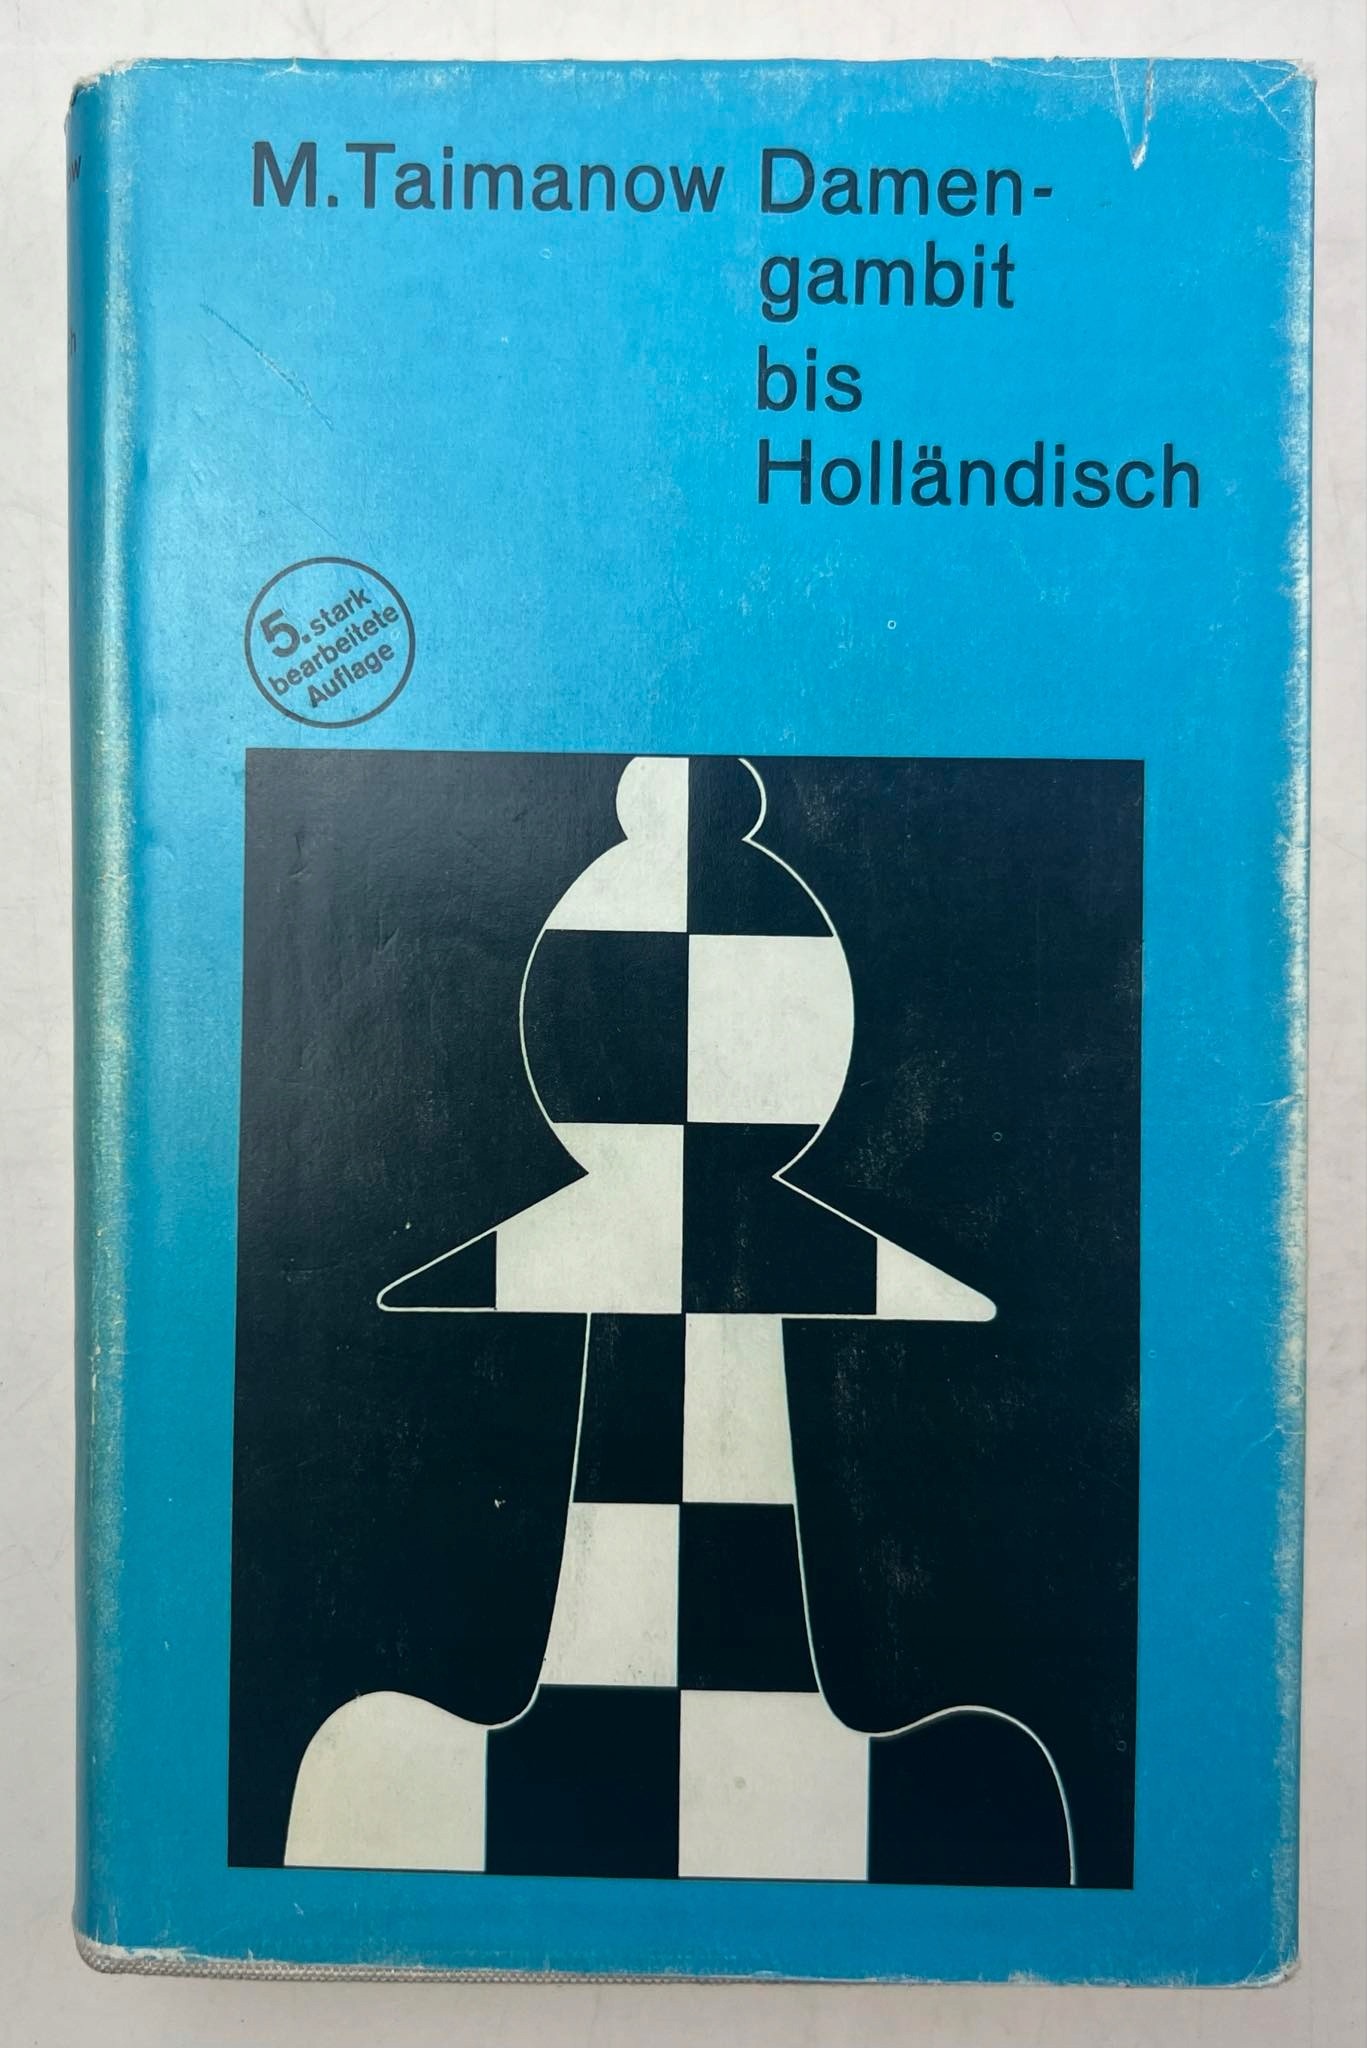 M. Taimanow Damen-
gambit
bis
Holländisch
5. stark
bearbeitete
Auflage